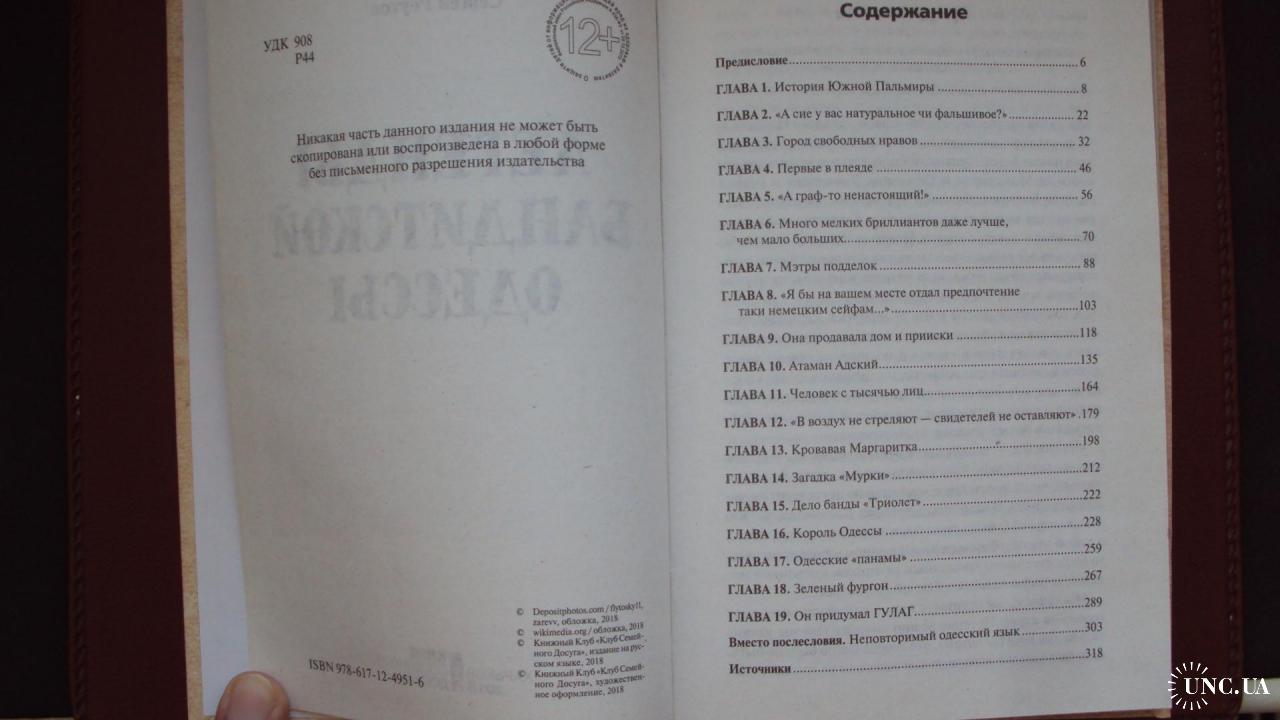 УДК 908
Р44
12+
Никакая часть данного издания не может быть
скопирована или воспроизведена в любой форме
без письменного разрешения издательства
БАНДИТСКОЙ
ОДЕССЫ
© Depositphotos.com / flytosky11,
zarevv, обложка, 2018
© wikimedia.org / обложка, 2018
© Книжный Клуб «Клуб Семей-
ного Досуга», издание на рус-
ском языке, 2018
© Книжный Клуб «Клуб Семей-
ного Досуга», художествен-
ное оформление, 2018
ISBN 978-617-12-4951-6
Содержание
Предисловие 6
ГЛАВА 1. История Южной Пальмиры 8
ГЛАВА 2. «А сие у вас натуральное чи фальшивое?» 22
ГЛАВА 3. Город свободных нравов 32
ГЛАВА 4. Первые в плеяде 46
ГЛАВА 5. «А граф-то ненастоящий!» 56
ГЛАВА 6. Много мелких бриллиантов даже лучше,
чем мало больших 70
ГЛАВА 7. Мэтры подделок 88
ГЛАВА 8. «Я бы на вашем месте отдал предпочтение
таки немецким сейфам...» 103
ГЛАВА 9. Она продавала дом и прииски 118
ГЛАВА 10. Атаман Адский 135
ГЛАВА 11. Человек с тысячью лиц 164
ГЛАВА 12. «В воздух не стреляют — свидетелей не оставляют» 179
ГЛАВА 13. Кровавая Маргаритка 198
ГЛАВА 14. Загадка «Мурки» 212
ГЛАВА 15. Дело банды «Триолет» 222
ГЛАВА 16. Король Одессы 228
ГЛАВА 17. Одесские «панамы» 259
ГЛАВА 18. Зеленый фургон 267
ГЛАВА 19. Он придумал ГУЛАГ 289
Вместо послесловия. Неповторимый одесский язык 303
Источники 318
UNC.UA